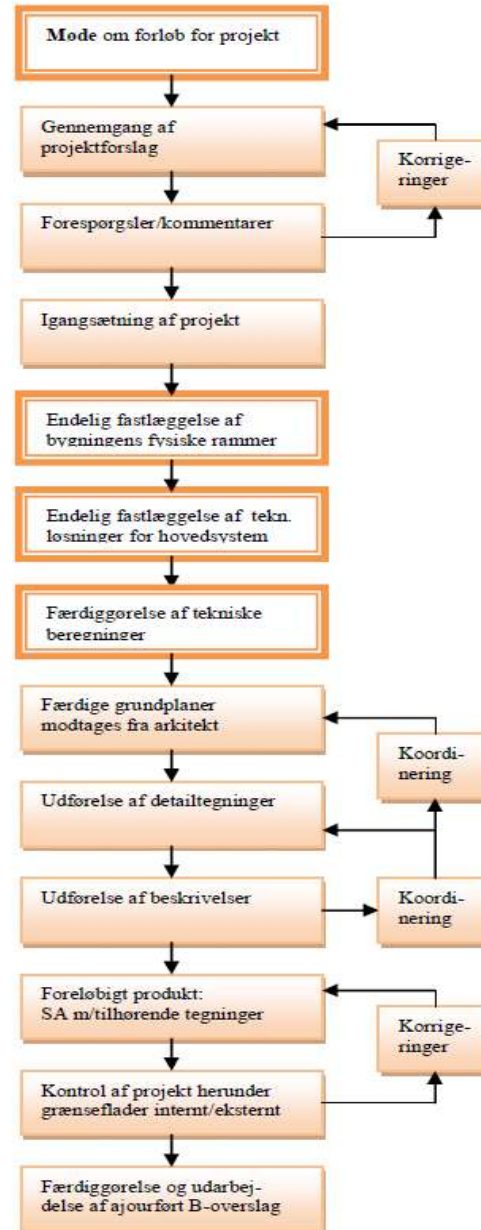 Møde om forløb for projekt
Gennemgang af
projektforslag
Korrige-
ringer
Forespørgsler/kommentarer
Igangsætning af projekt
Endelig fastlæggelse af
bygningens fysiske rammer
Endelig fastlæggelse af tekn.
løsninger for hovedsystem
Færdiggørelse af tekniske
beregninger
Færdige grundplaner
modtages fra arkitekt
Koordi-
nering
Udførelse af detailtegninger
Udførelse af beskrivelser
Koordi-
nering
Foreløbigt produkt:
SA m/tilhørende tegninger
Korrige-
ringer
Kontrol af projekt herunder
grænseflader internt/eksternt
Færdiggørelse og udarbej-
delse af ajourført B-overslag